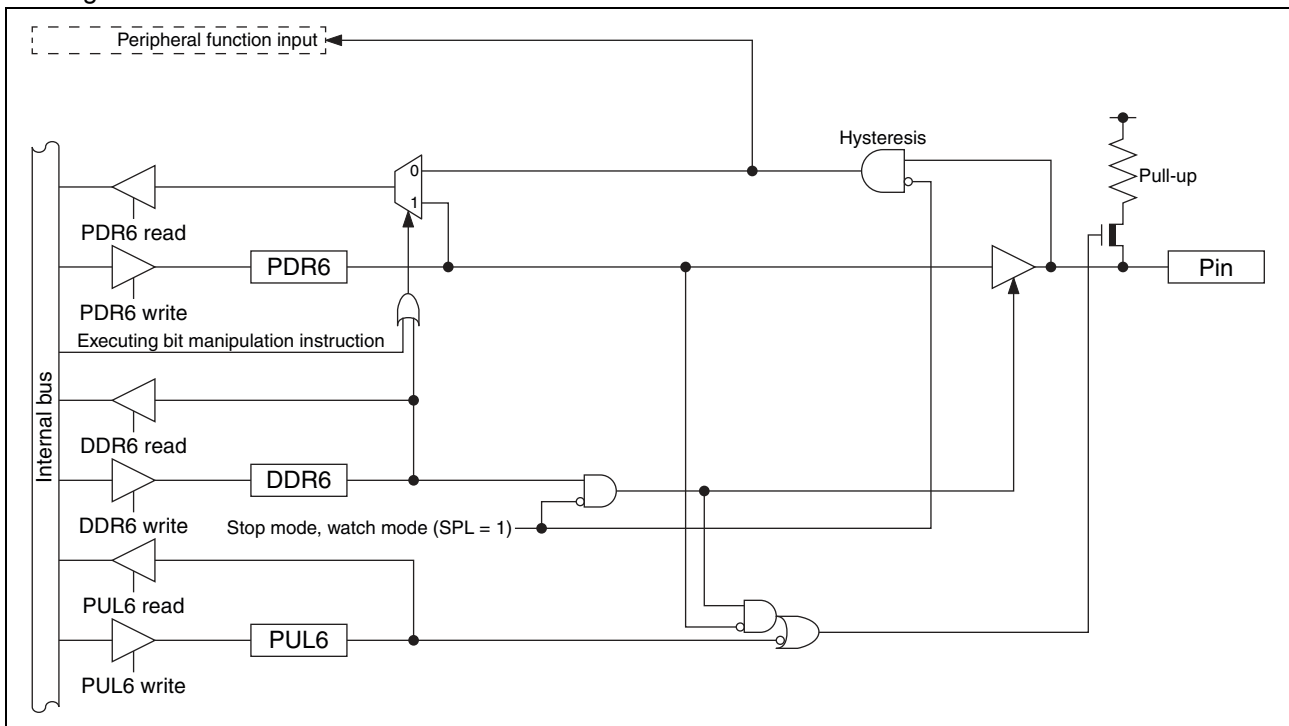 Peripheral function input
Hysteresis
0
Pull-up
1
PDR6 read
PDR6
Pin
PDR6 write
Executing bit manipulation instruction
Internal bus
DDR6 read
DDR6
DDR6 write
Stop mode, watch mode (SPL = 1)
PUL6 read
PUL6
PUL6 write